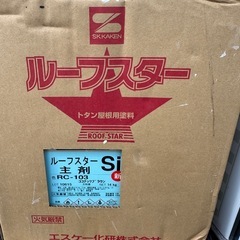 SK KAKEN
ルーフスター
トタン屋根用塗料
ROOF STAR
ルーフスター
Si
主剤
RC-103
火気厳禁
エスケー化研株式会社